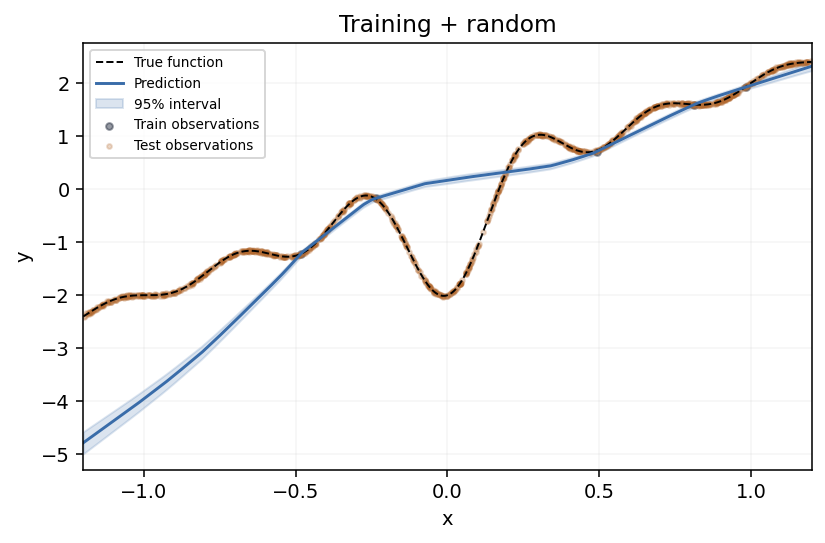 Training + random
True function
Prediction
95% interval
Train observations
Test observations
y
2
1
0
−1
−2
−3
−4
−5
−1.0
−0.5
0.0
0.5
1.0
x